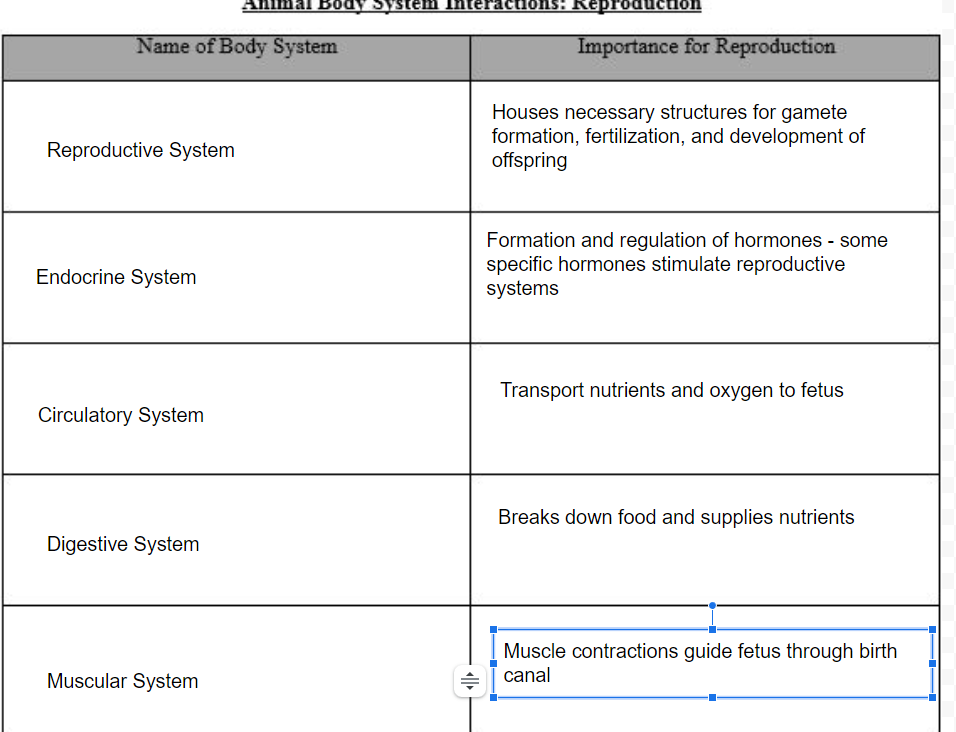 Animal Body System Interactions: Reproduction
Name of Body System
Importance for Reproduction
Reproductive System
Houses necessary structures for gamete
formation, fertilization, and development of
offspring
Endocrine System
Formation and regulation of hormones - some
specific hormones stimulate reproductive
systems
Circulatory System
Transport nutrients and oxygen to fetus
Digestive System
Breaks down food and supplies nutrients
Muscular System
Muscle contractions guide fetus through birth
canal